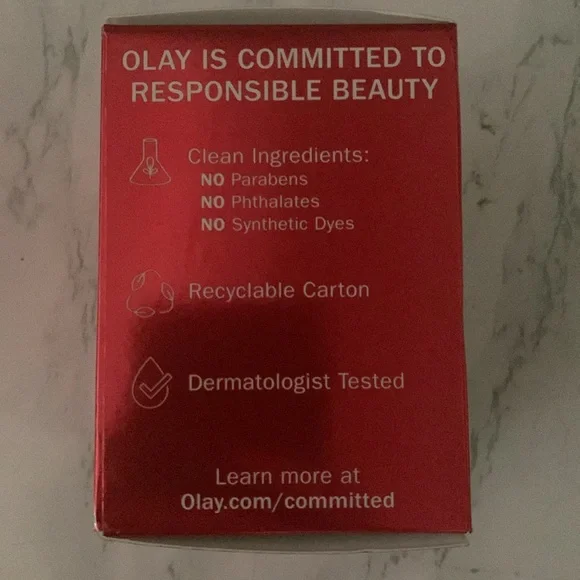 OLAY IS COMMITTED TO
RESPONSIBLE BEAUTY
Clean Ingredients:
NO Parabens
NO Phthalates
NO Synthetic Dyes
Recyclable Carton
Dermatologist Tested
Learn more at
Olay.com/committed